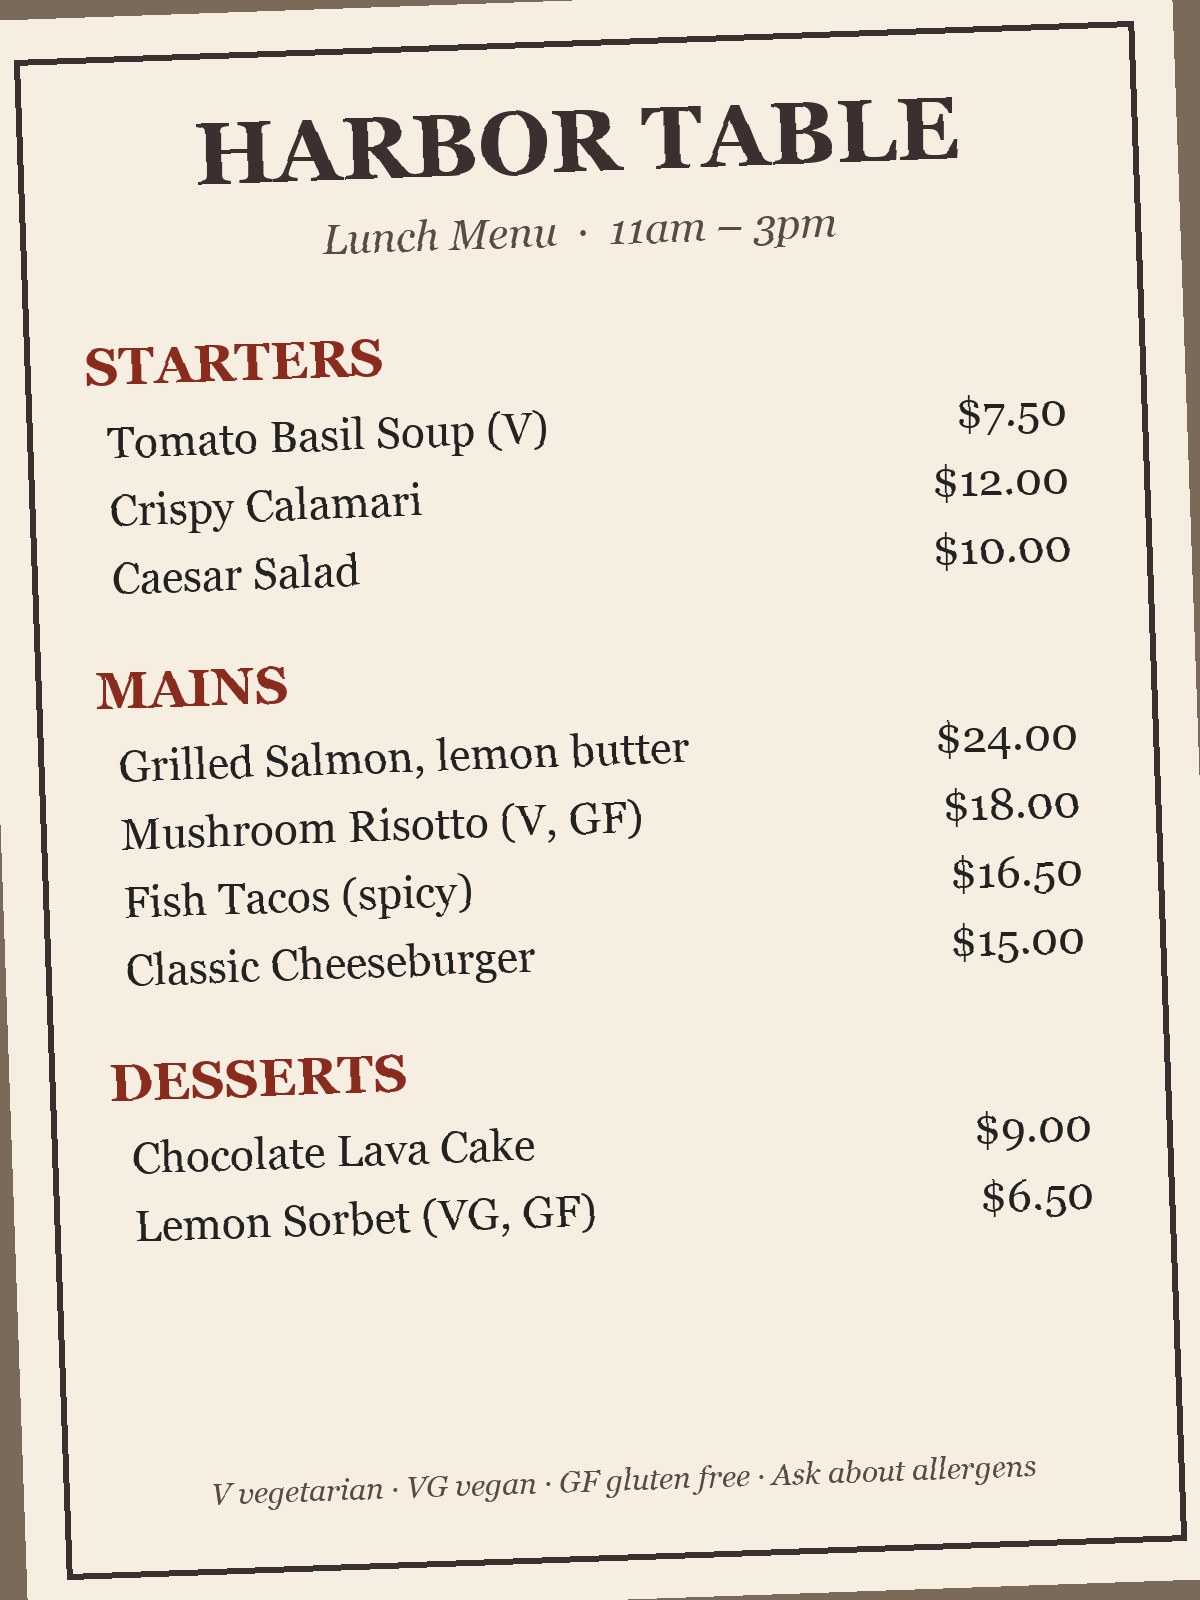 HARBOR TABLE
Lunch Menu · 11am – 3pm
STARTERS
Tomato Basil Soup (V) $7.50
Crispy Calamari $12.00
Caesar Salad $10.00
MAINS
Grilled Salmon, lemon butter $24.00
Mushroom Risotto (V, GF) $18.00
Fish Tacos (spicy) $16.50
Classic Cheeseburger $15.00
DESSERTS
Chocolate Lava Cake $9.00
Lemon Sorbet (VG, GF) $6.50
V vegetarian · VG vegan · GF gluten free · Ask about allergens